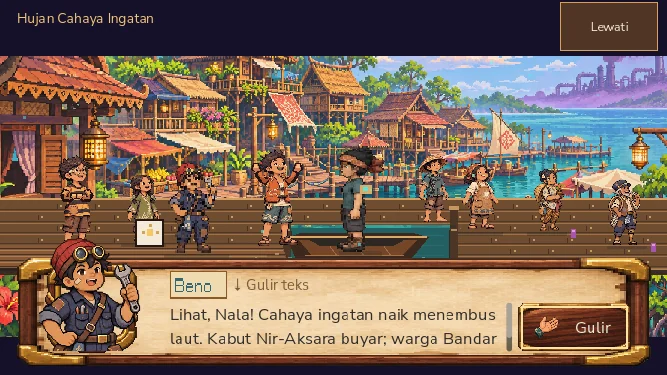 Hujan Cahaya Ingatan
Lewati
Beno
↓ Gulir teks
Lihat, Nala! Cahaya ingatan naik menembus
laut. Kabut Nir-Aksara buyar; warga Bandar
Gulir